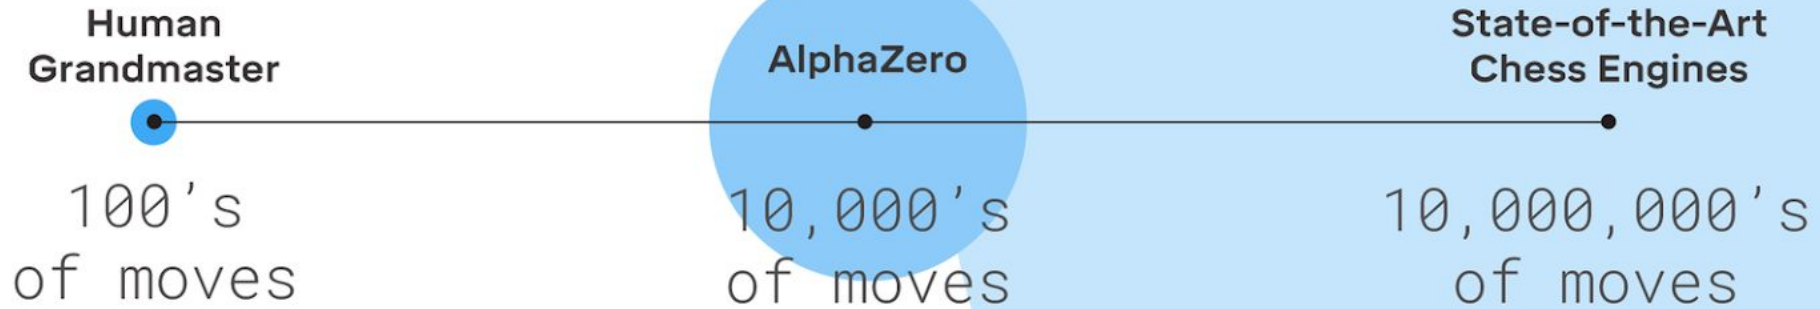 Human
Grandmaster
100's
of moves
AlphaZero
10,000's
of moves
State-of-the-Art
Chess Engines
10,000,000's
of moves